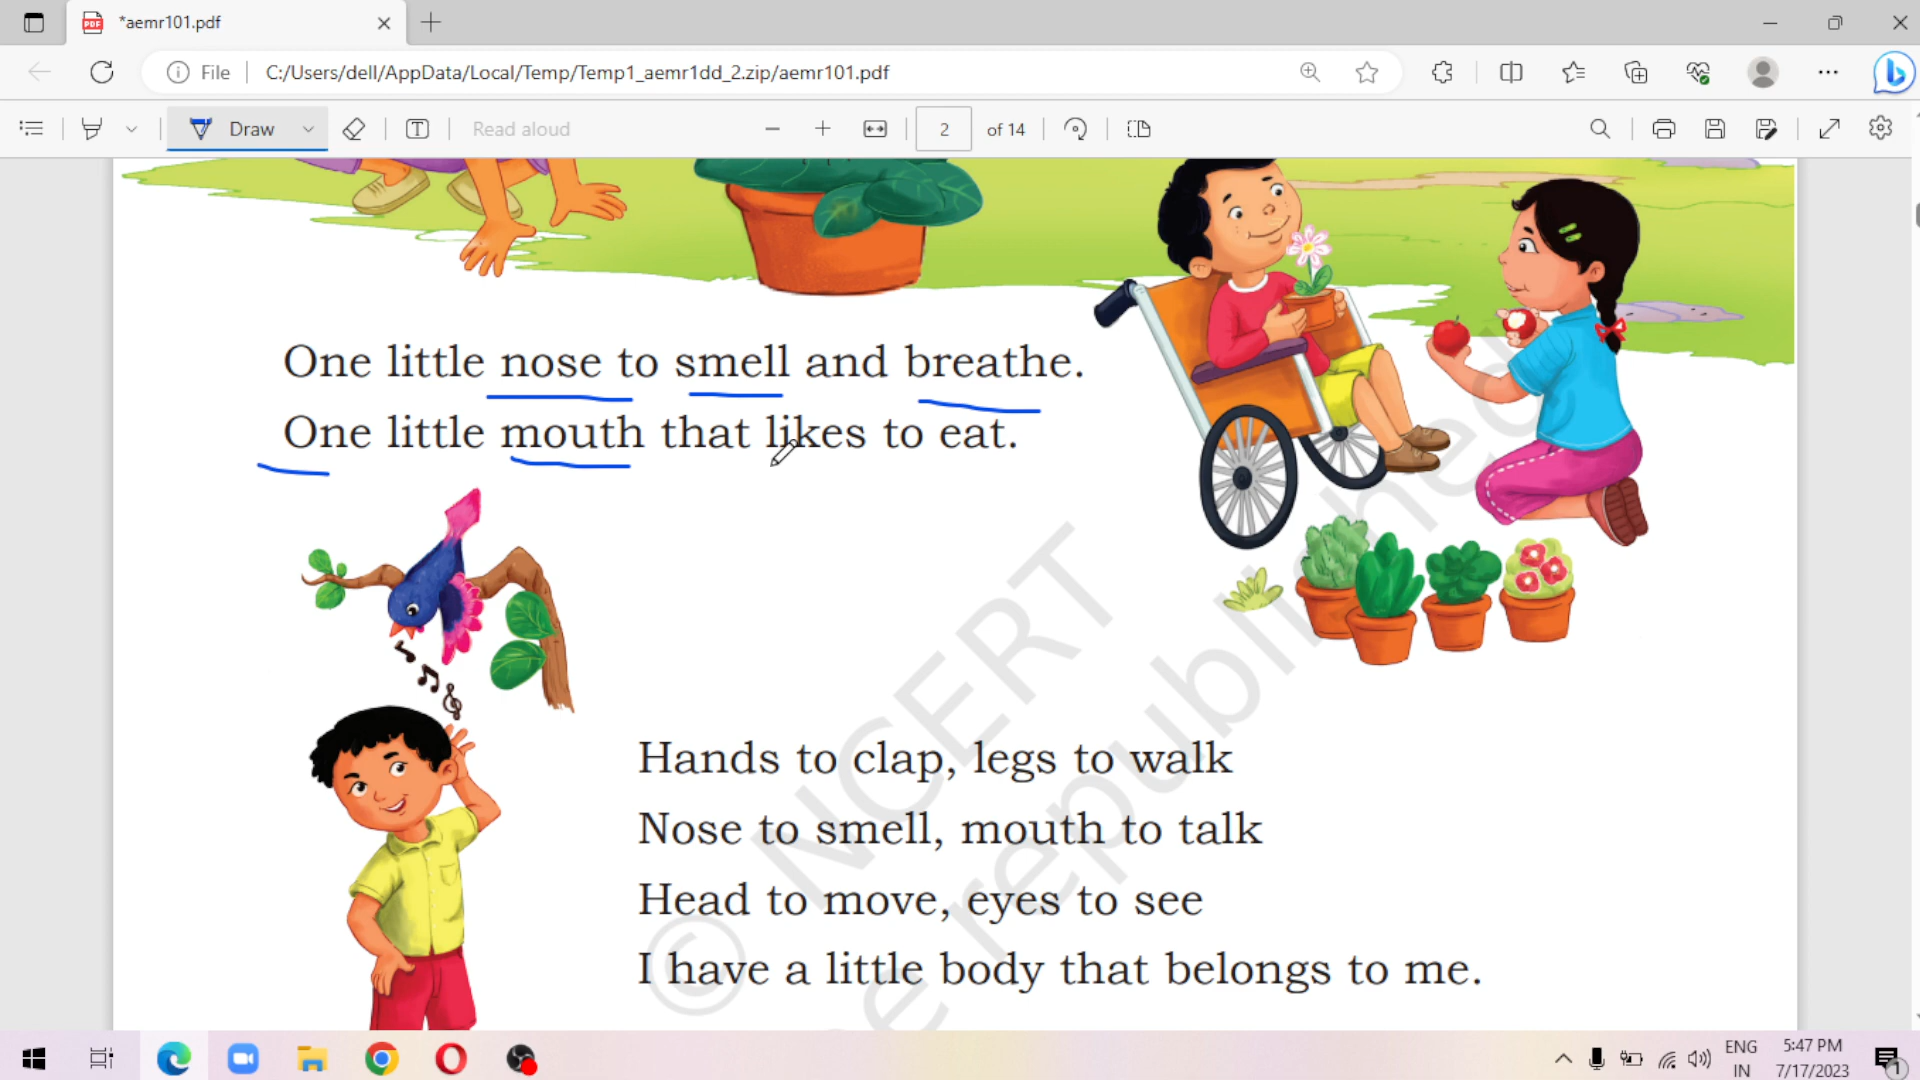 *aemr101.pdf
File
C:/Users/dell/AppData/Local/Temp/Temp1_aemr1dd_2.zip/aemr101.pdf
Draw
Read aloud
2
of 14
One little nose to smell and breathe.
One little mouth that likes to eat.
Hands to clap, legs to walk
Nose to smell, mouth to talk
Head to move, eyes to see
I have a little body that belongs to me.
© NCERT
e republished
ENG
IN
5:47 PM
7/17/2023
1